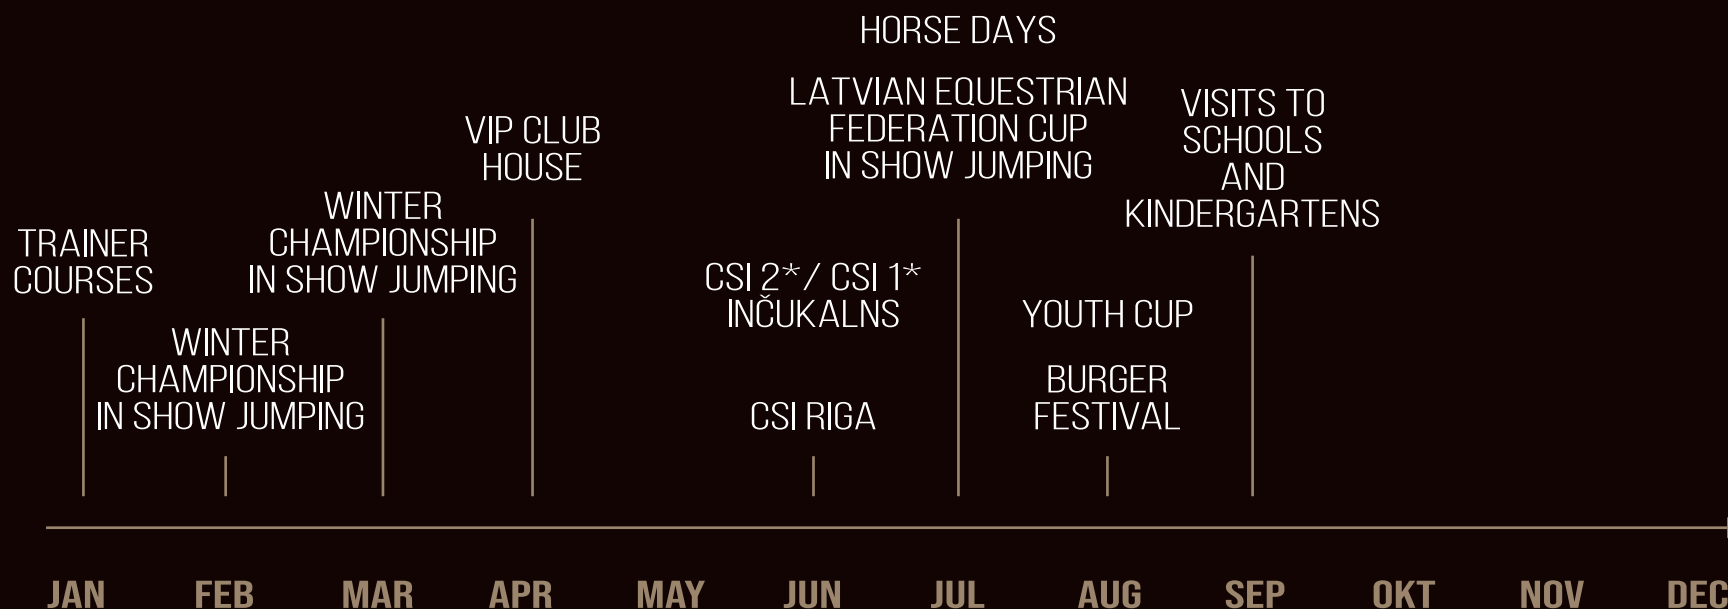 HORSE DAYS
LATVIAN EQUESTRIAN
FEDERATION CUP
IN SHOW JUMPING
VISITS TO
SCHOOLS
AND
KINDERGARTENS
VIP CLUB
HOUSE
WINTER
CHAMPIONSHIP
IN SHOW JUMPING
TRAINER
COURSES
CSI 2*/ CSI 1*
INČUKALNS
YOUTH CUP
WINTER
CHAMPIONSHIP
IN SHOW JUMPING
CSI RIGA
BURGER
FESTIVAL
JAN FEB MAR APR MAY JUN JUL AUG SEP OKT NOV DEC